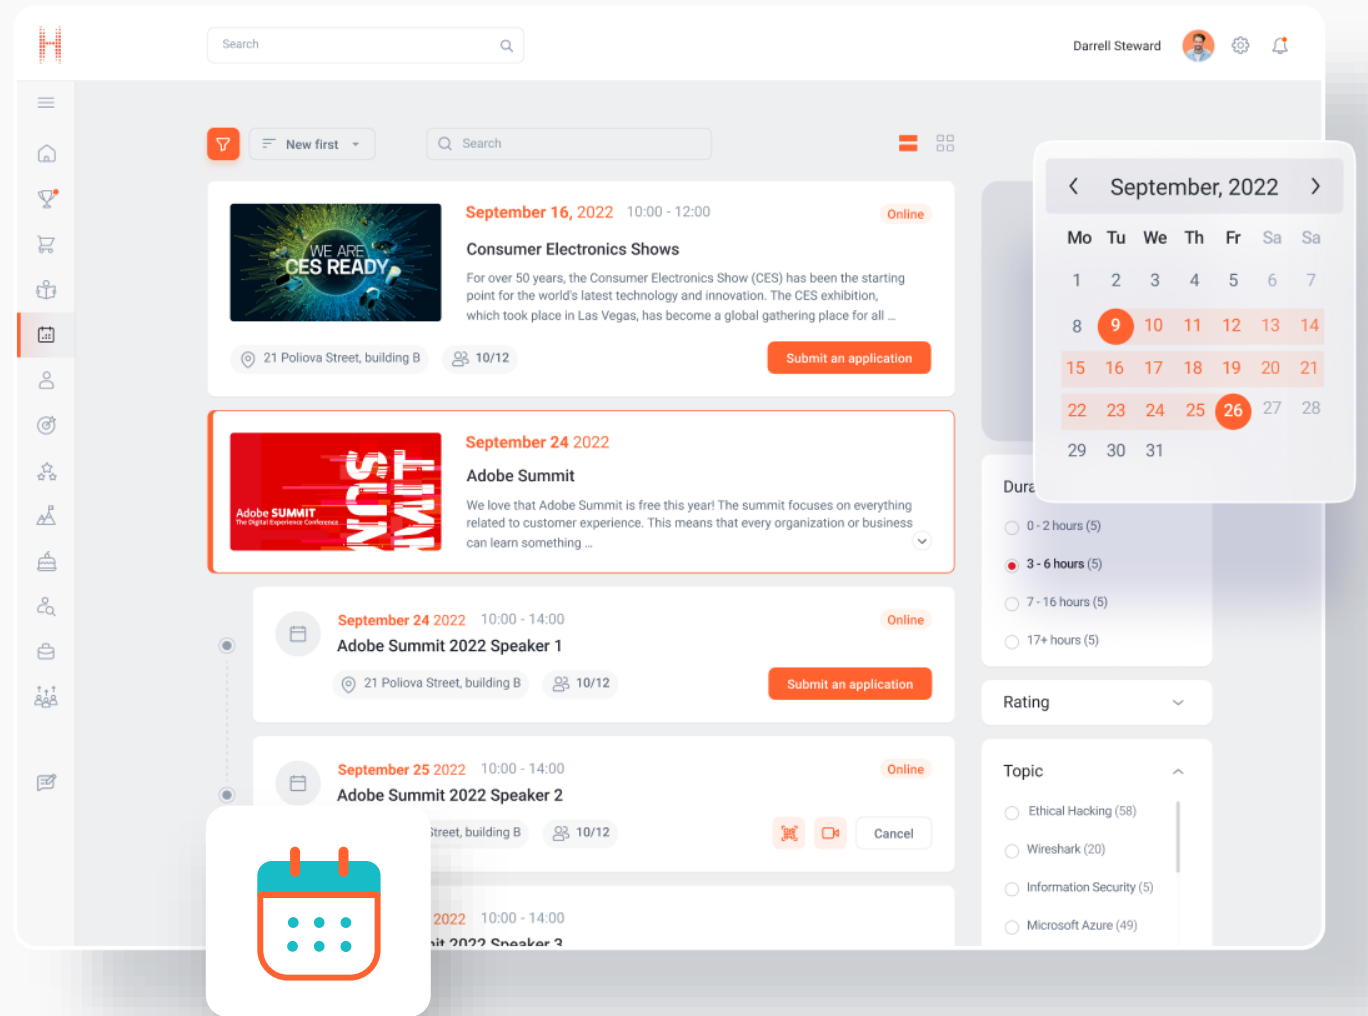 Search
Darrell Steward
New first
Search
WE ARE
CES READY
September 16, 2022 10:00 - 12:00
Online
Consumer Electronics Shows
For over 50 years, the Consumer Electronics Show (CES) has been the starting
point for the world's latest technology and innovation. The CES exhibition,
which took place in Las Vegas, has become a global gathering place for all ...
21 Poliova Street, building B
10/12
Submit an application
Adobe SUMMIT
The Digital Experience Conference
SUMMIT
September 24 2022
Adobe Summit
We love that Adobe Summit is free this year! The summit focuses on everything
related to customer experience. This means that every organization or business
can learn something ...
September 24 2022 10:00 - 14:00
Online
Adobe Summit 2022 Speaker 1
21 Poliova Street, building B
10/12
Submit an application
September 25 2022 10:00 - 14:00
Online
Adobe Summit 2022 Speaker 2
Street, building B
10/12
Cancel
2022 10:00 - 14:00
2022 Speaker 3
September, 2022
Mo Tu We Th Fr Sa Sa
1 2 3 4 5 6 7
8 9 10 11 12 13 14
15 16 17 18 19 20 21
22 23 24 25 26 27 28
29 30 31
Dura
0 - 2 hours (5)
3 - 6 hours (5)
7 - 16 hours (5)
17+ hours (5)
Rating
Topic
Ethical Hacking (58)
Wireshark (20)
Information Security (5)
Microsoft Azure (49)